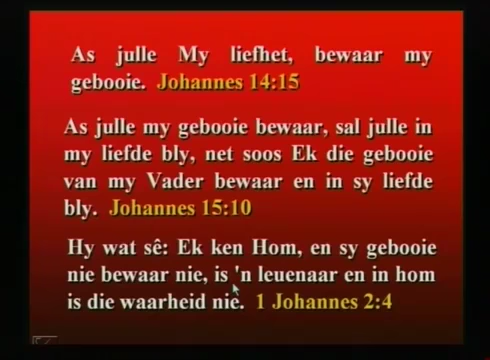 As julle My liefhet, bewaar my
gebooie. Johannes 14:15
As julle my gebooie bewaar, sal julle in
my liefde bly, net soos Ek die gebooie
van my Vader bewaar en in sy liefde
bly. Johannes 15:10
Hy wat sê: Ek ken Hom, en sy gebooie
nie bewaar nie, is 'n leuenaar en in hom
is die waarheid nie. 1 Johannes 2:4